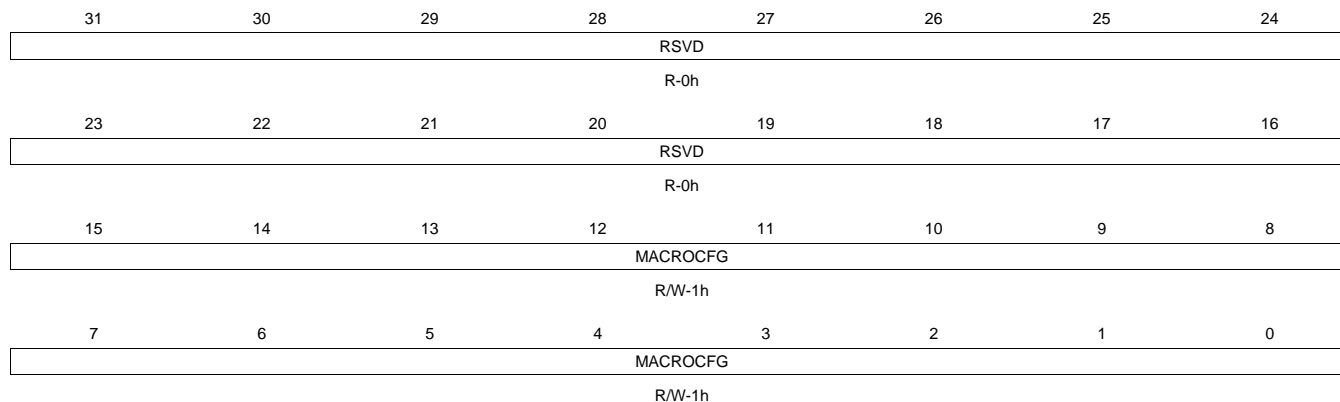 31 30 29 28 27 26 25 24
RSVD
R-0h
23 22 21 20 19 18 17 16
RSVD
R-0h
15 14 13 12 11 10 9 8
MACROCFG
R/W-1h
7 6 5 4 3 2 1 0
MACROCFG
R/W-1h